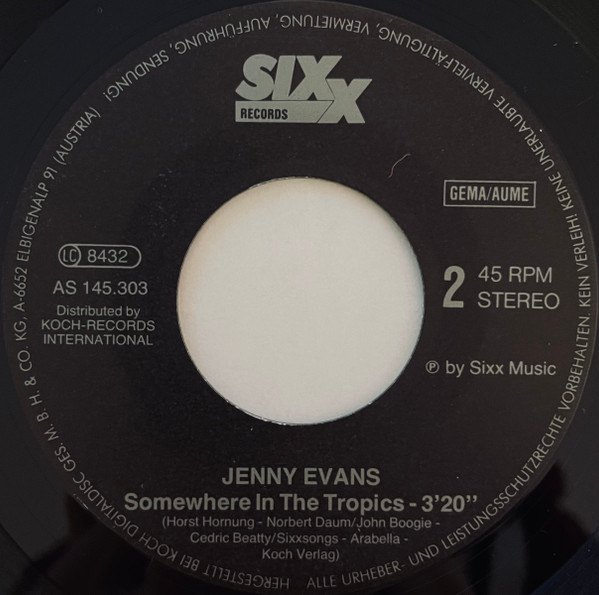 SIXX
RECORDS
GEMA/AUME
LC 8432
AS 145.303
Distributed by
KOCH-RECORDS
INTERNATIONAL
2
45 RPM
STEREO
℗ by Sixx Music
JENNY EVANS
Somewhere In The Tropics - 3'20"
(Horst Hornung - Norbert Daum/John Boogie -
Cedric Beatty/Sixxsongs - Arabella -
Koch Verlag)
HERGESTELLT BEI KOCH DIGITALDISC GES. M. B. H. & CO. KG, A-6652 ELBIGENALP 91 (AUSTRIA)
ALLE URHEBER- UND LEISTUNGSSCHUTZRECHTE VORBEHALTEN. KEIN VERLEIH! KEINE UNERLAUBTE VERVIELFÄLTIGUNG, VERMIETUNG, AUFFÜHRUNG, SENDUNG!